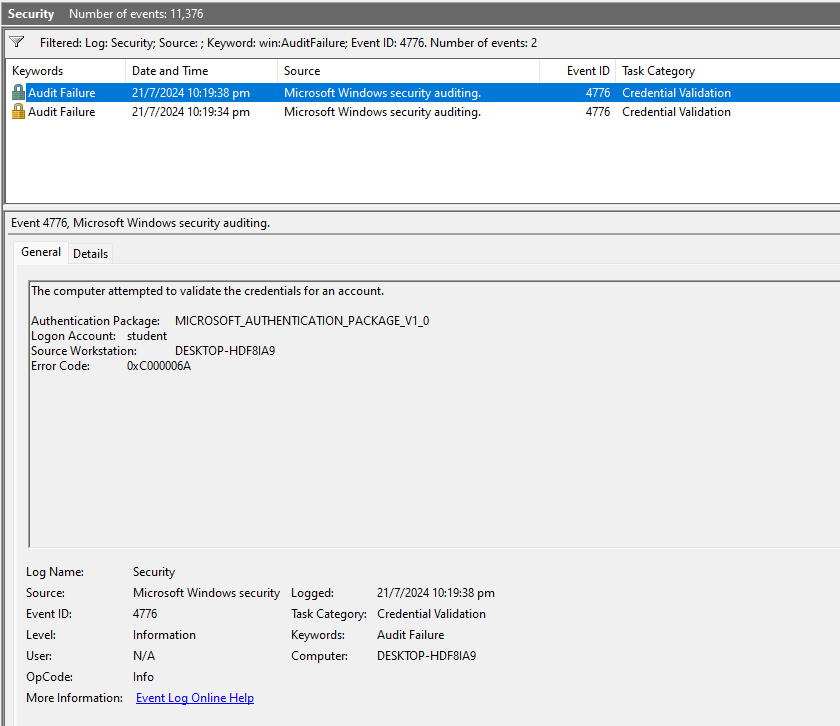 Security Number of events: 11,376
Filtered: Log: Security; Source: ; Keyword: win:AuditFailure; Event ID: 4776. Number of events: 2
Keywords Date and Time Source Event ID Task Category
Audit Failure 21/7/2024 10:19:38 pm Microsoft Windows security auditing. 4776 Credential Validation
Audit Failure 21/7/2024 10:19:34 pm Microsoft Windows security auditing. 4776 Credential Validation
Event 4776, Microsoft Windows security auditing.
General Details
The computer attempted to validate the credentials for an account.
Authentication Package: MICROSOFT_AUTHENTICATION_PACKAGE_V1_0
Logon Account: student
Source Workstation: DESKTOP-HDF8IA9
Error Code: 0xC000006A
Log Name: Security
Source: Microsoft Windows security Logged: 21/7/2024 10:19:38 pm
Event ID: 4776 Task Category: Credential Validation
Level: Information Keywords: Audit Failure
User: N/A Computer: DESKTOP-HDF8IA9
OpCode: Info
More Information: Event Log Online Help